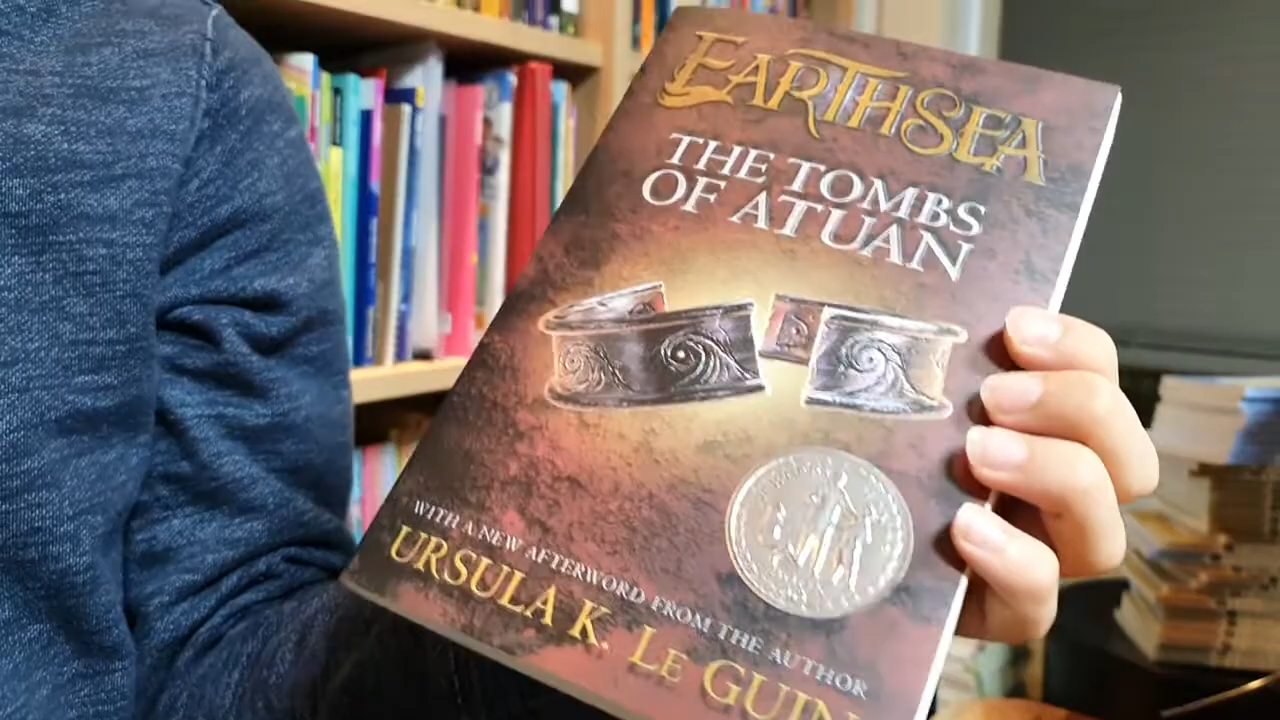 EARTHSEA
THE TOMBS
OF ATUAN
WITH A NEW AFTERWORD FROM THE AUTHOR
URSULA K. LE GUIN